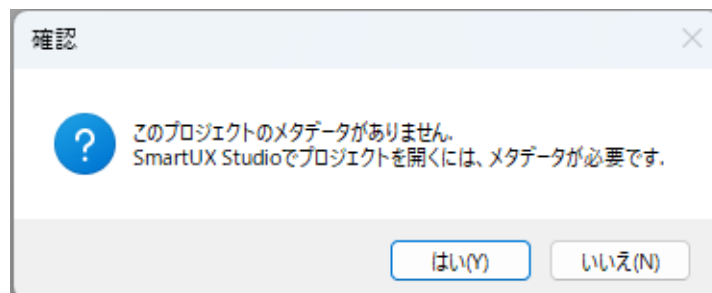 確認
このプロジェクトのメタデータがありません.
SmartUX Studioでプロジェクトを開くには、メタデータが必要です.
はい(Y)
いいえ(N)